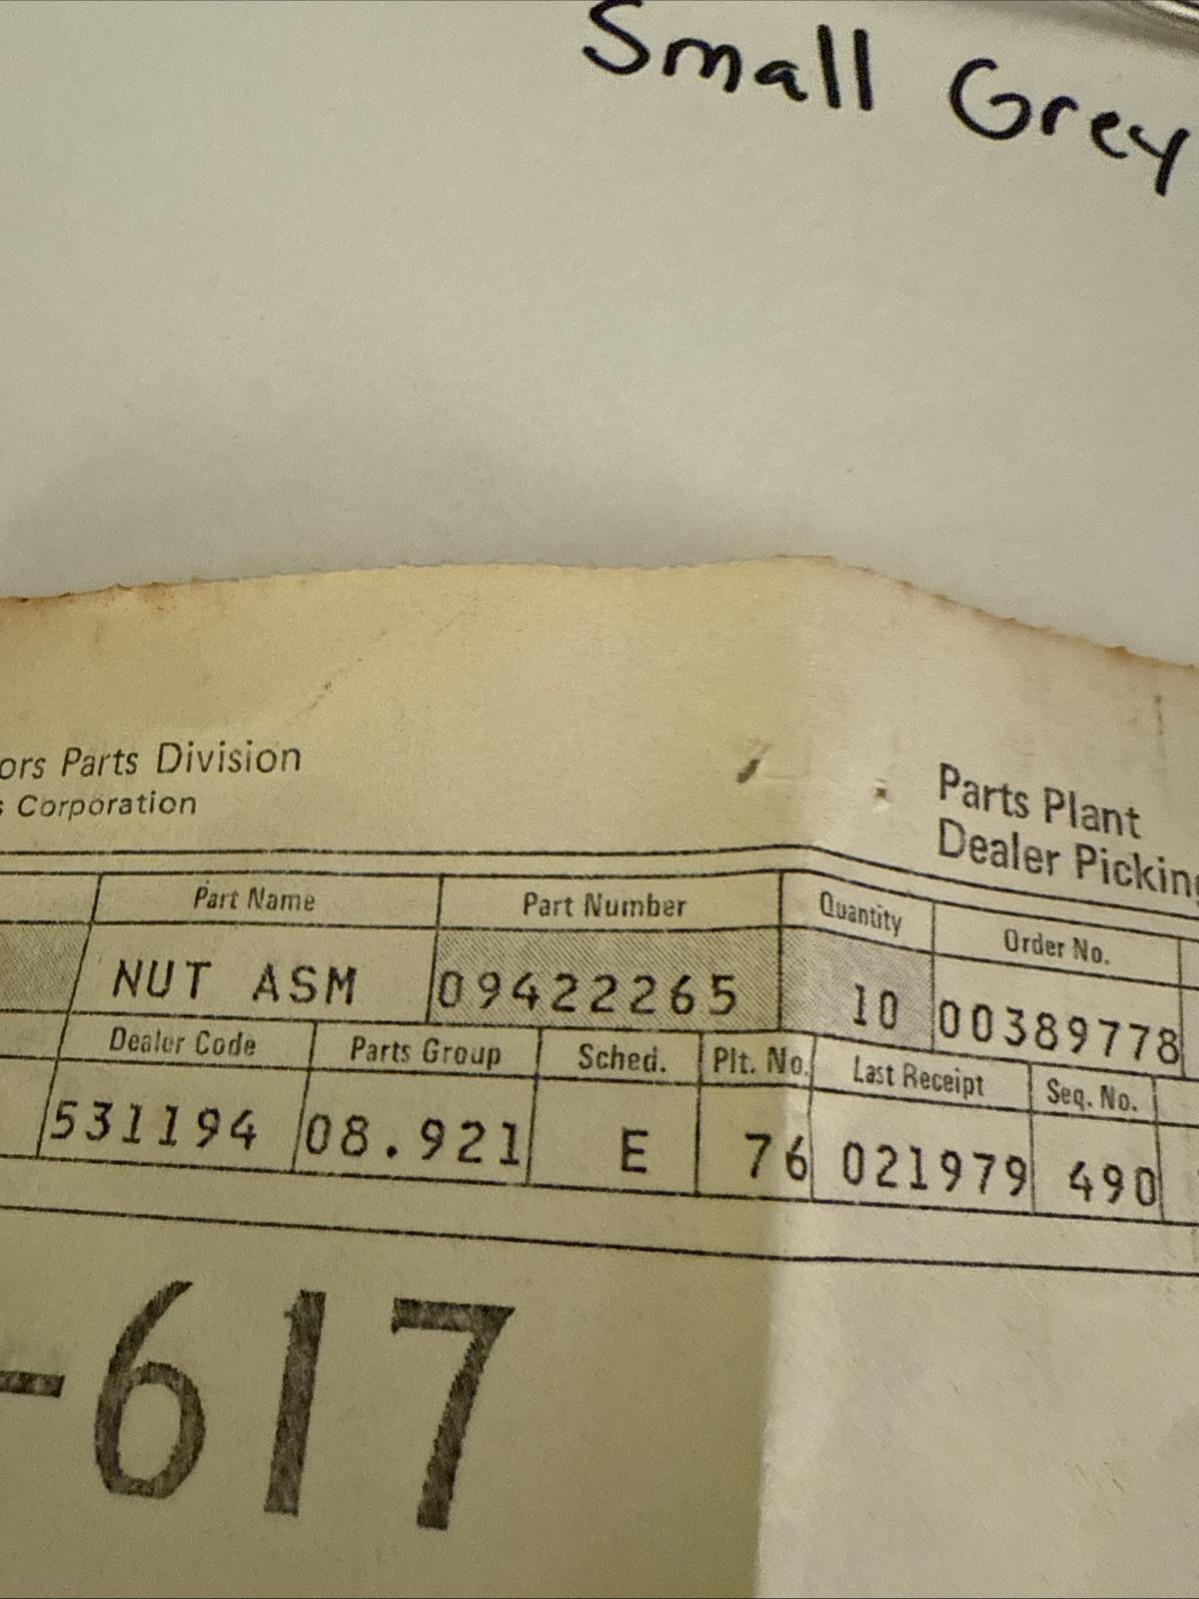 Small Grey
ors Parts Division
s Corporation
Parts Plant
Dealer Picking
Part Name Part Number Quantity Order No.
NUT ASM 09422265 10 00389778
Dealer Code Parts Group Sched. Plt. No. Last Receipt Seq. No.
531194 08.921 E 76 021979 490
-617